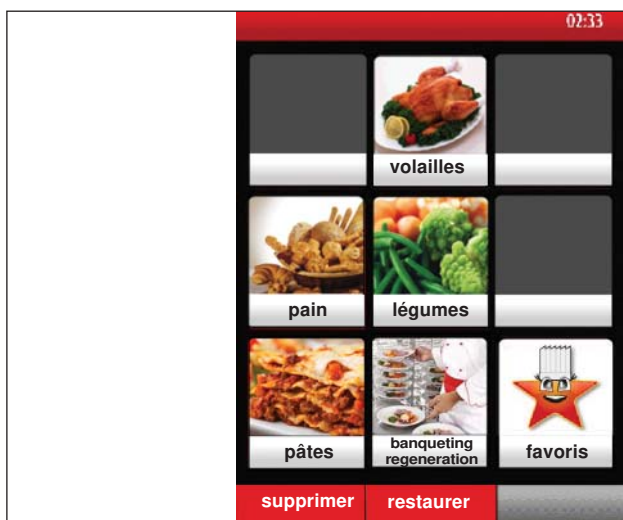 02:33
volailles
pain
légumes
pâtes
banqueting
regeneration
favoris
supprimer
restaurer